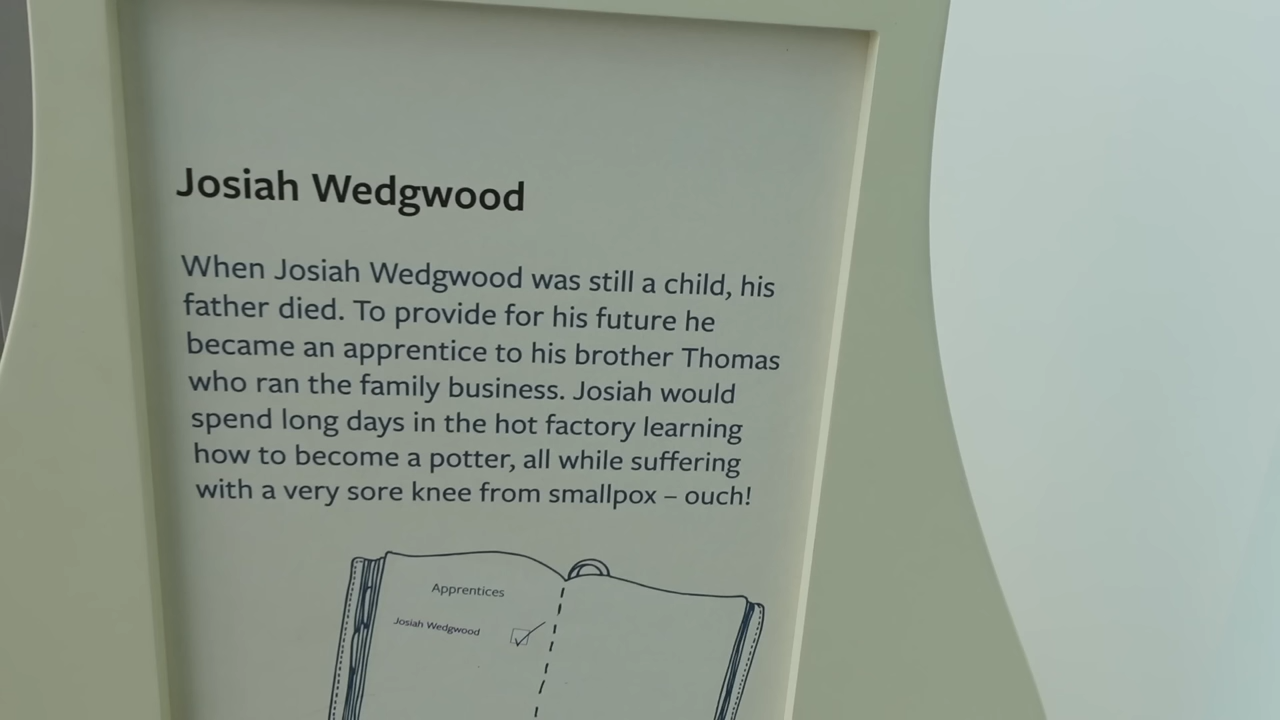 Josiah Wedgwood
When Josiah Wedgwood was still a child, his
father died. To provide for his future he
became an apprentice to his brother Thomas
who ran the family business. Josiah would
spend long days in the hot factory learning
how to become a potter, all while suffering
with a very sore knee from smallpox – ouch!
Apprentices
Josiah Wedgwood